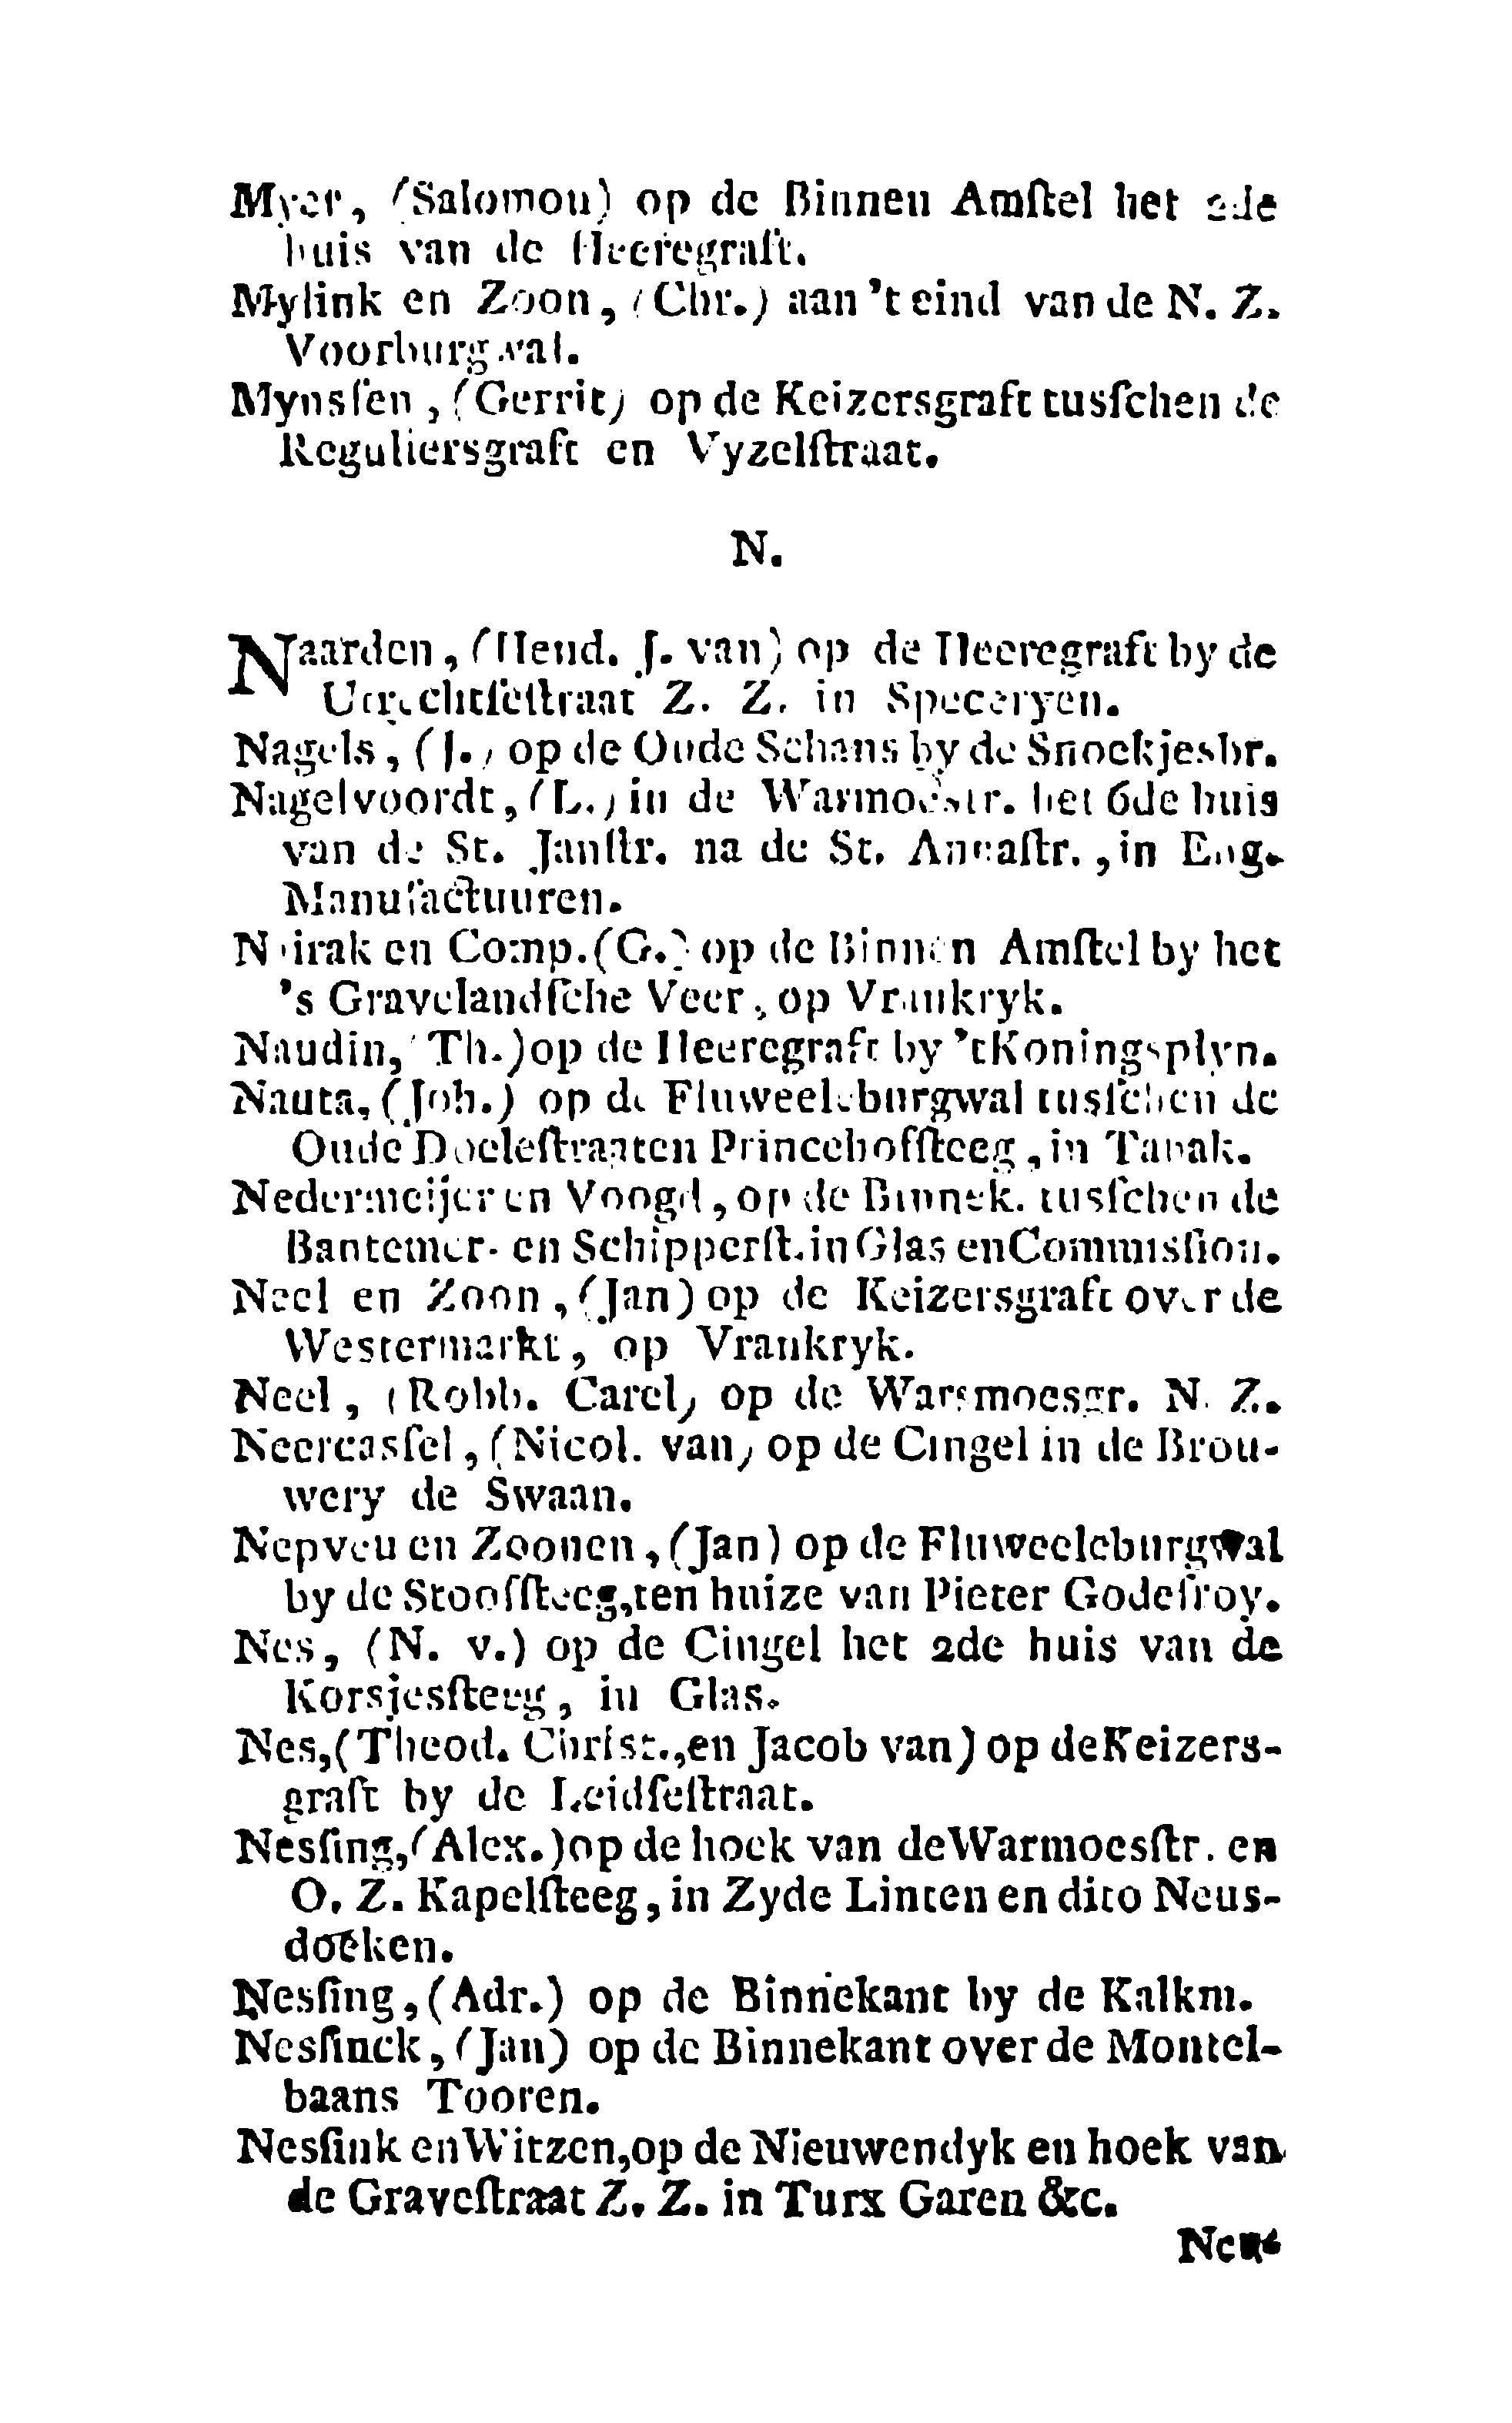 Myer, (Salomon) op de Binnen Amſtel het 2de
huis van de Heeregraft.
Mylink en Zoon, (Chr.) aan 't eind van de N. Z.
Voorburgwal.
Mynsſen, (Gerrit) op de Keizersgraft tusſchen de
Reguliersgraft en Vyzelſtraat.
N.
Naarden, (Hend. J. van) op de Heeregraft by de
Utrechtſeſtraat Z. Z. in Speceryen.
Nagels, (J.) op de Oude Schans by de Snoekjesbr.
Nagelvoordt, (L.) in de Warmoesſtr. het 6de huis
van de St. Janſtr. na de St. Annaſtr., in Eng.
Manufactuuren.
Nairak en Comp. (G.) op de Binnen Amſtel by het
's Gravelandſche Veer, op Vrankryk.
Naudin, (Th.) op de Heeregraft by 't Koningsplyn.
Nauta, (Joh.) op de Fluweeleburgwal tusſchen de
Oude Doeleſtraaten Princehofſteeg, in Tabak.
Nedermeijer en Voogd, op de Binnek. tusſchen de
Bantemer- en Schipperſt. in Glas en Commisſion.
Neel en Zoon, (Jan) op de Keizersgraft over de
Westermarkt, op Vrankryk.
Neel, (Robb. Carel) op de Warsmoesgr. N. Z.
Neercasſel, (Nicol. van) op de Cingel in de Brou-
wery de Swaan.
Nepveu en Zoonen, (Jan) op de Fluweeleburgwal
by de Stoofſteeg, ten huize van Pieter Godefroy.
Nes, (N. v.) op de Cingel het 2de huis van de
Korsjesſteeg, in Glas.
Nes, (Theod. Christ., en Jacob van) op de Keizers-
graft by de Leidſeſtraat.
Nesſing, (Alex.) op de hoek van de Warmoesſtr. en
O. Z. Kapelſteeg, in Zyde Linten en dito Neus-
doeken.
Nesſing, (Adr.) op de Binnekant by de Kalkm.
Nesſinck, (Jan) op de Binnekant over de Montel-
baans Tooren.
Nesſink en Witzen, op de Nieuwendyk en hoek van
de Graveſtraat Z. Z. in Turx Garen &c.